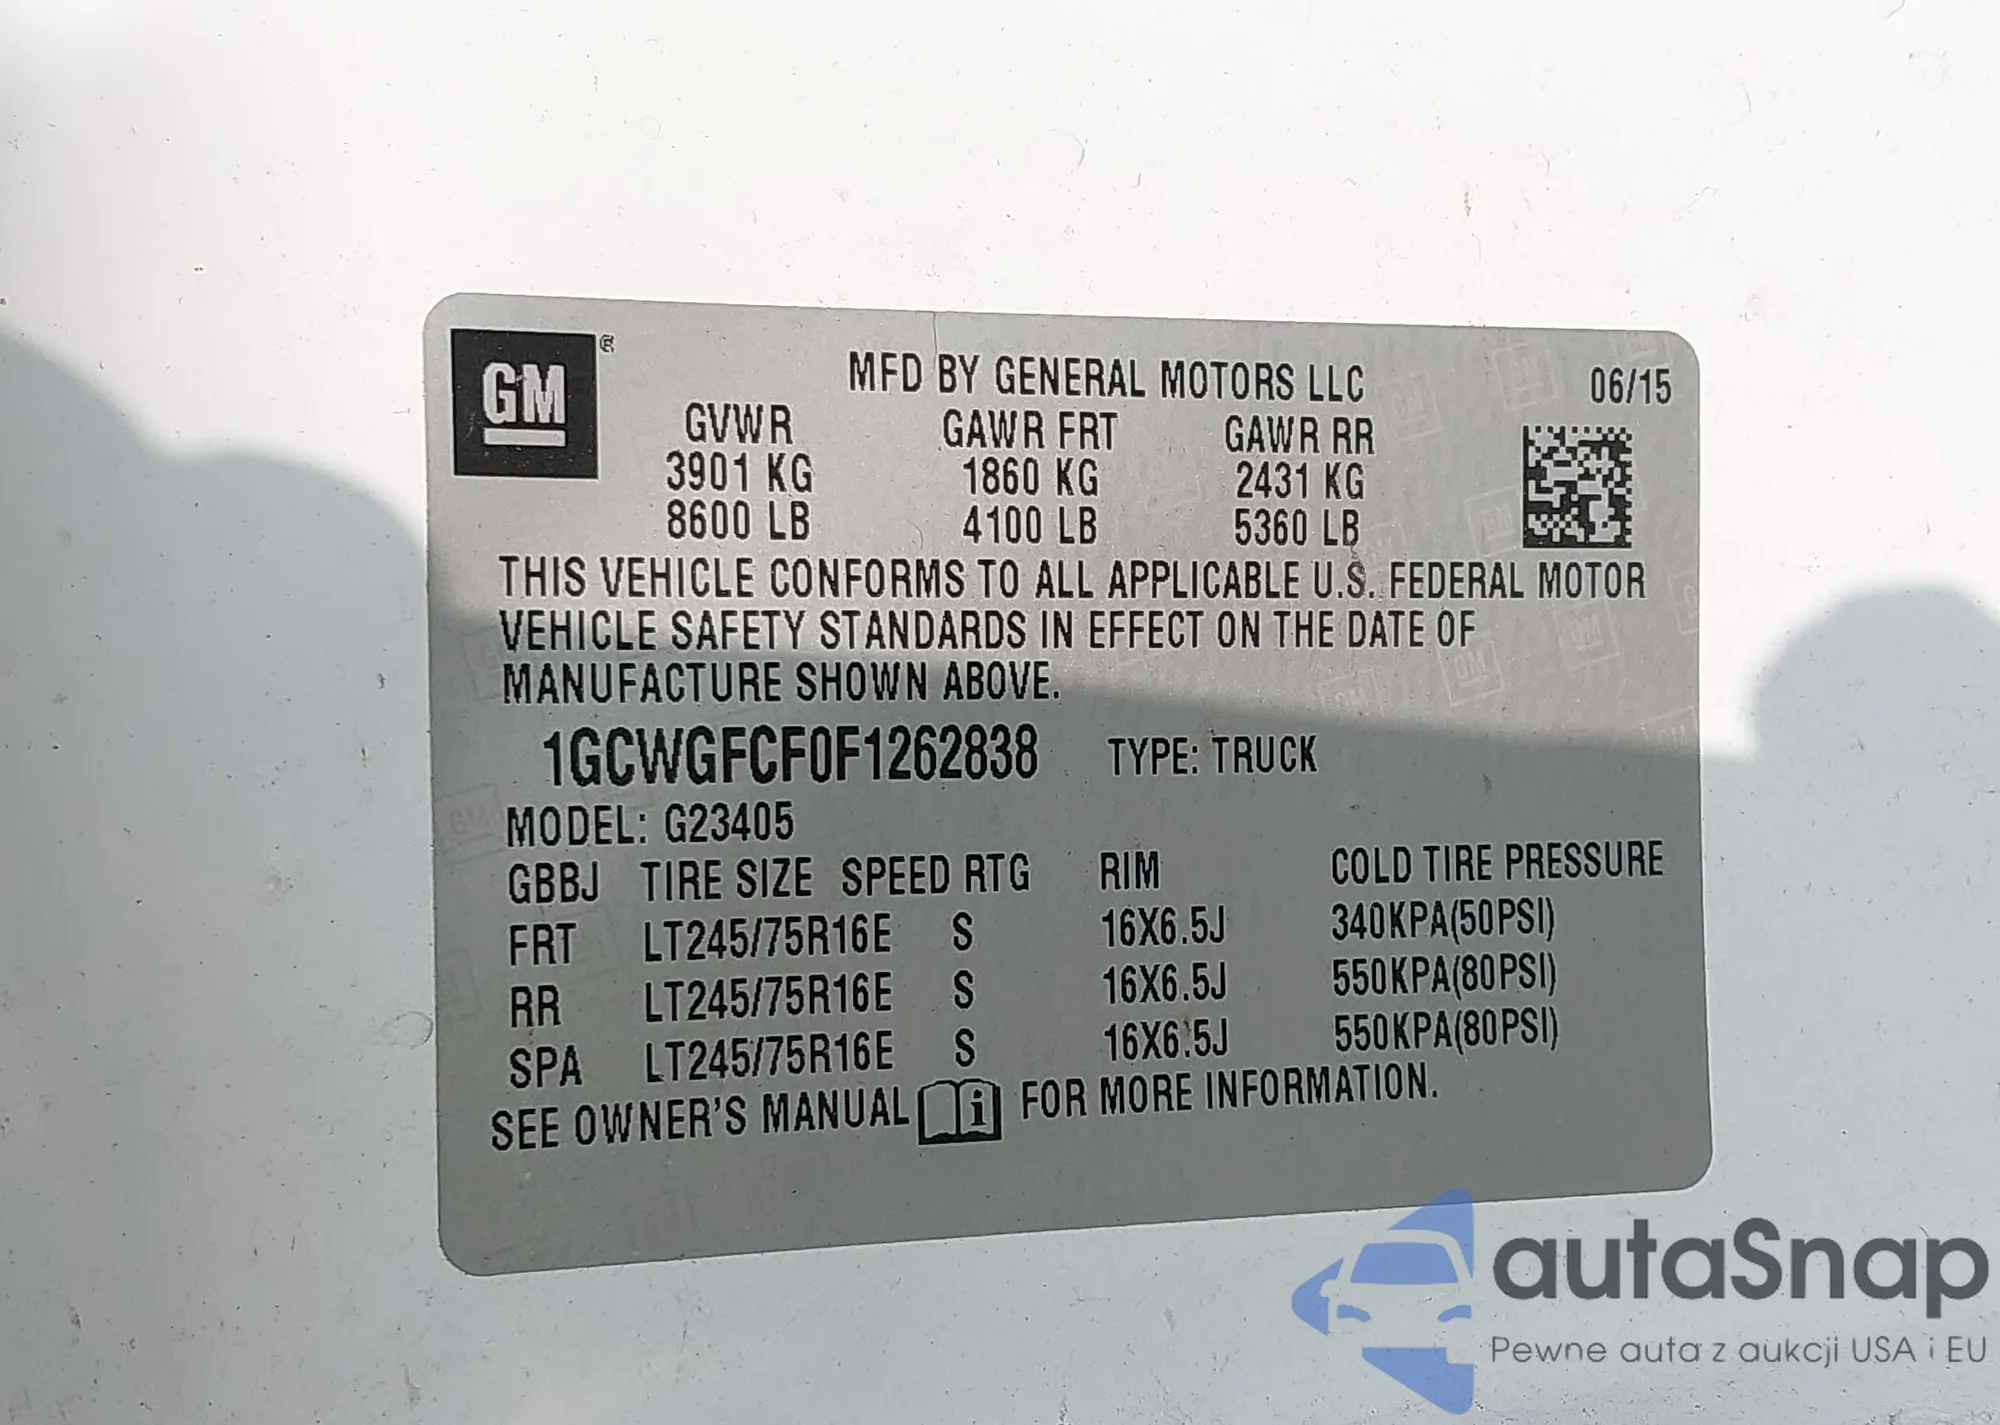 GM®
MFD BY GENERAL MOTORS LLC 06/15
GVWR GAWR FRT GAWR RR
3901 KG 1860 KG 2431 KG
8600 LB 4100 LB 5360 LB
THIS VEHICLE CONFORMS TO ALL APPLICABLE U.S. FEDERAL MOTOR
VEHICLE SAFETY STANDARDS IN EFFECT ON THE DATE OF
MANUFACTURE SHOWN ABOVE.
1GCWGFCF0F1262838 TYPE: TRUCK
MODEL: G23405
GBBJ TIRE SIZE SPEED RTG RIM COLD TIRE PRESSURE
FRT LT245/75R16E S 16X6.5J 340KPA(50PSI)
RR LT245/75R16E S 16X6.5J 550KPA(80PSI)
SPA LT245/75R16E S 16X6.5J 550KPA(80PSI)
SEE OWNER'S MANUAL i FOR MORE INFORMATION.
autaSnap
Pewne auta z aukcji USA i EU